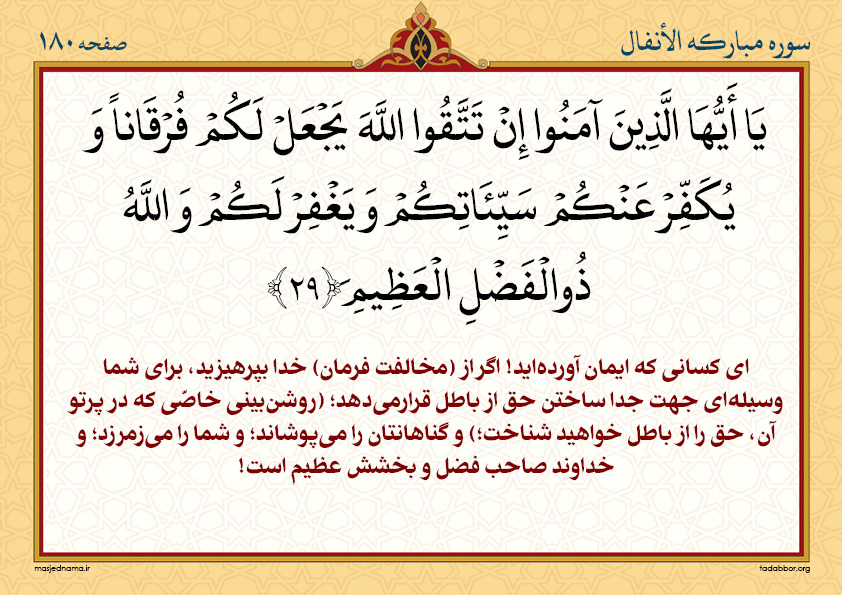 سوره مبارکه الأنفال
صفحه ۱۸۰
يَا أَيُّهَا الَّذِينَ آمَنُوا إِنْ تَتَّقُوا اللَّهَ يَجْعَلْ لَكُمْ فُرْقَاناً وَ
يُكَفِّرْ عَنْكُمْ سَيِّئَاتِكُمْ وَ يَغْفِرْ لَكُمْ وَ اللَّهُ
ذُو الْفَضْلِ الْعَظِيمِ ﴿۲۹﴾
ای کسانی که ایمان آورده‌اید! اگر از (مخالفت فرمان) خدا بپرهیزید، برای شما
وسیله‌ای جهت جدا ساختن حق از باطل قرارمی‌دهد؛ (روشن‌بینی خاصّی که در پرتو
آن، حق را از باطل خواهید شناخت؛) و گناهانتان را می‌پوشاند؛ و شما را می‌زمرزد؛ و
خداوند صاحب فضل و بخشش عظیم است!
masjednama.ir
tadabbor.org